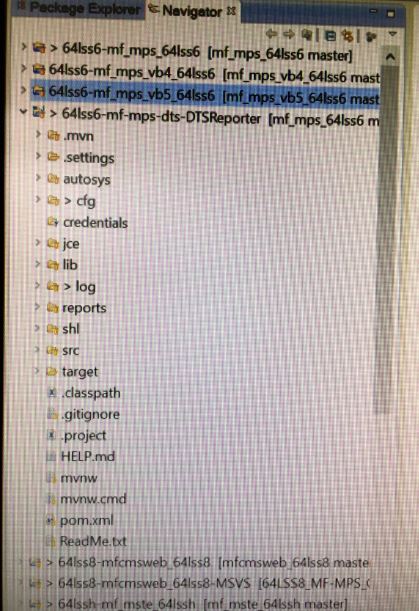 Package Explorer Navigator
> 64lss6-mf_mps_64lss6 [mf_mps_64lss6 master]
64lss6-mf_mps_vb4_64lss6 [mf_mps_vb4_64lss6 mast
64lss6-mf_mps_vb5_64lss6 [mf_mps_vb5_64lss6 mast
> 64lss6-mf-mps-dts-DTSReporter [mf_mps_64lss6 m
.mvn
.settings
autosys
> cfg
credentials
jce
lib
> log
reports
shl
src
target
.classpath
.gitignore
.project
HELP.md
mvnw
mvnw.cmd
pom.xml
ReadMe.txt
> 64lss8-mfcmsweb_64lss8 [mfcmsweb_64lss8 maste
> 64lss8-mfcmsweb_64lss8-MSVS [64LSS8_MF-MPS_
> 64lssh-mf_mste_64lssh [mf_mste_64lssh master]